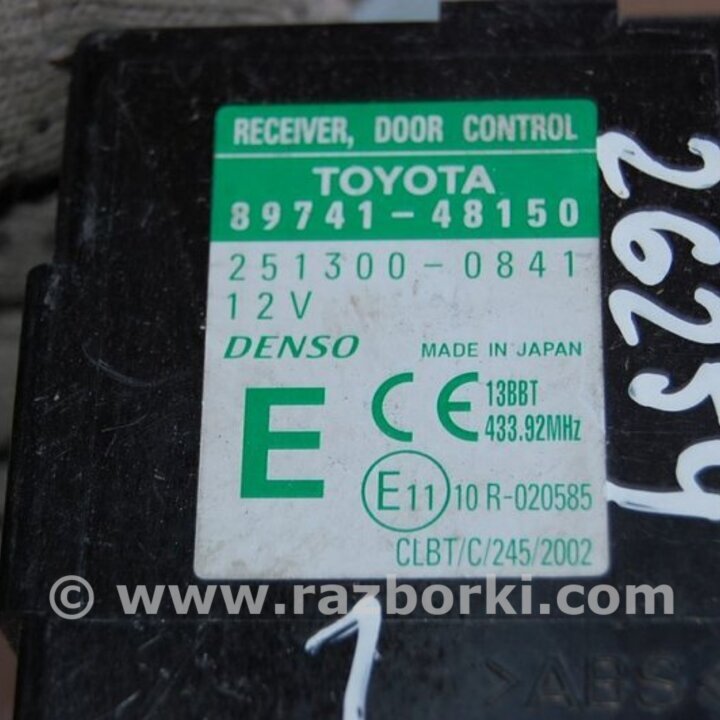 RECEIVER, DOOR CONTROL
TOYOTA
89741-48150
251300-0841
12V
DENSO MADE IN JAPAN
E CE 13BBT
433.92MHz
E11 10 R-020585
CLBT/C/245/2002
26254
© www.razborki.com
1
>ABS<